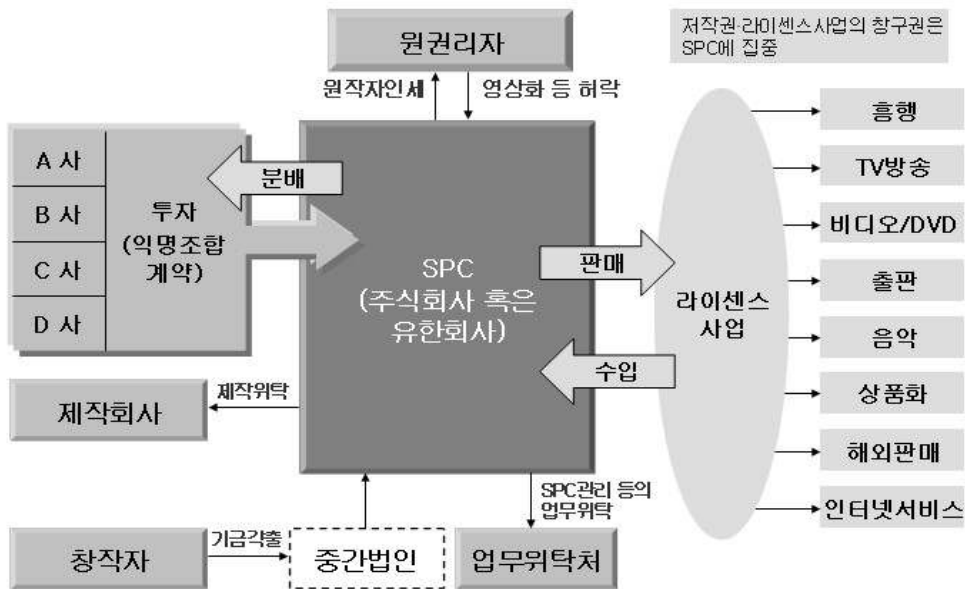 원권리자
저작권·라이센스사업의 창구권은
SPC에 집중
원작자인세
영상화 등 허락
A 사
B 사
C 사
D 사
투자
(익명조합
계약)
분배
SPC
(주식회사 혹은
유한회사)
판매
수입
라이센스
사업
흥행
TV방송
비디오/DVD
출판
음악
상품화
해외판매
인터넷서비스
제작회사
제작위탁
SPC관리 등의
업무위탁
창작자
기금갹출
중간법인
업무위탁처